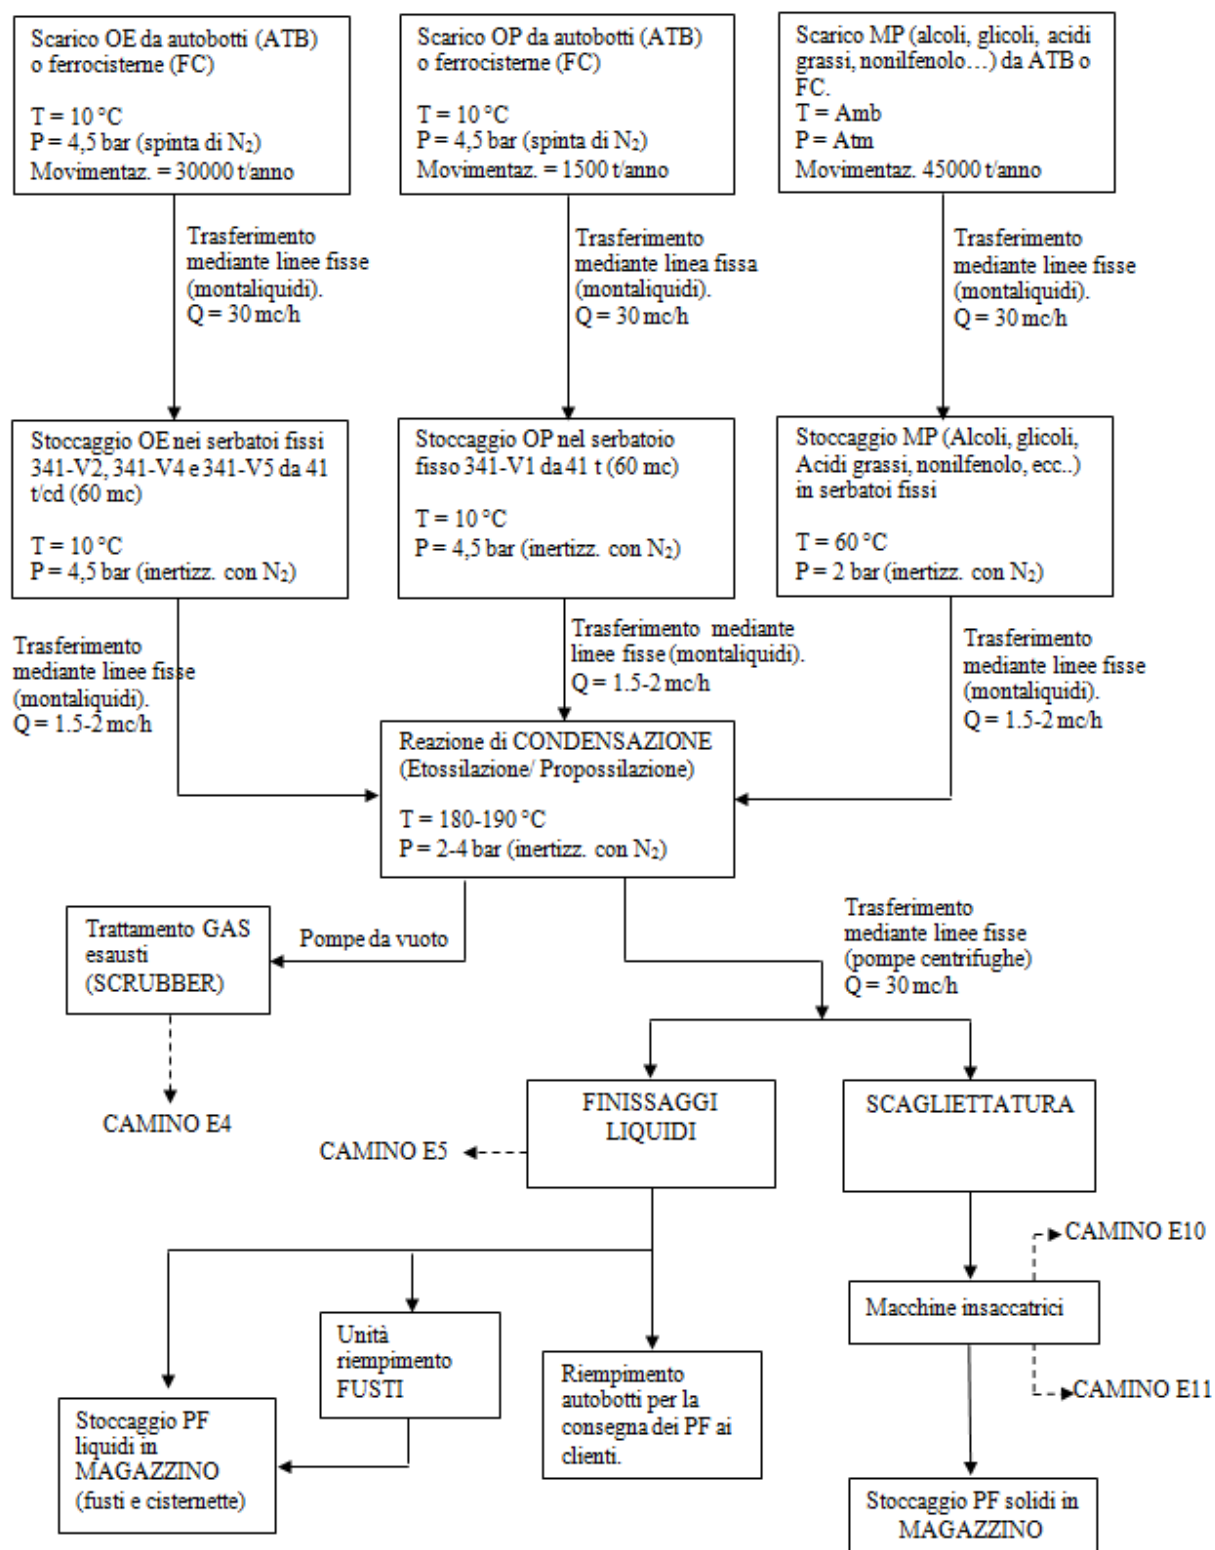 Scarico OE da autobotti (ATB)
o ferrocisterne (FC)
T = 10 °C
P = 4,5 bar (spinta di N₂)
Movimentaz. = 30000 t/anno
Scarico OP da autobotti (ATB)
o ferrocisterne (FC)
T = 10 °C
P = 4,5 bar (spinta di N₂)
Movimentaz. = 1500 t/anno
Scarico MP (alcoli, glicoli, acidi
grassi, nonilfenolo…) da ATB o
FC.
T = Amb
P = Atm
Movimentaz. 45000 t/anno
Trasferimento
mediante linee fisse
(montaliquidi).
Q = 30 mc/h
Trasferimento
mediante linea fissa
(montaliquidi).
Q = 30 mc/h
Trasferimento
mediante linee fisse
(montaliquidi).
Q = 30 mc/h
Stoccaggio OE nei serbatoi fissi
341-V2, 341-V4 e 341-V5 da 41
t/cd (60 mc)
T = 10 °C
P = 4,5 bar (inertizz. con N₂)
Stoccaggio OP nel serbatoio
fisso 341-V1 da 41 t (60 mc)
T = 10 °C
P = 4,5 bar (inertizz. con N₂)
Stoccaggio MP (Alcoli, glicoli,
Acidi grassi, nonilfenolo, ecc..)
in serbatoi fissi
T = 60 °C
P = 2 bar (inertizz. con N₂)
Trasferimento
mediante linee fisse
(montaliquidi).
Q = 1.5-2 mc/h
Trasferimento mediante
linee fisse (montaliquidi).
Q = 1.5-2 mc/h
Trasferimento
mediante linee fisse
(montaliquidi).
Q = 1.5-2 mc/h
Reazione di CONDENSAZIONE
(Etossilazione/ Propossilazione)
T = 180-190 °C
P = 2-4 bar (inertizz. con N₂)
Trattamento GAS
esausti
(SCRUBBER)
Pompe da vuoto
Trasferimento
mediante linee fisse
(pompe centrifughe)
Q = 30 mc/h
CAMINO E4
FINISSAGGI
LIQUIDI
SCAGLIETTATURA
CAMINO E5
CAMINO E10
Macchine insaccatrici
CAMINO E11
Unità
riempimento
FUSTI
Riempimento
autobotti per la
consegna dei PF ai
clienti.
Stoccaggio PF
liquidi in
MAGAZZINO
(fusti e cisternette)
Stoccaggio PF solidi in
MAGAZZINO